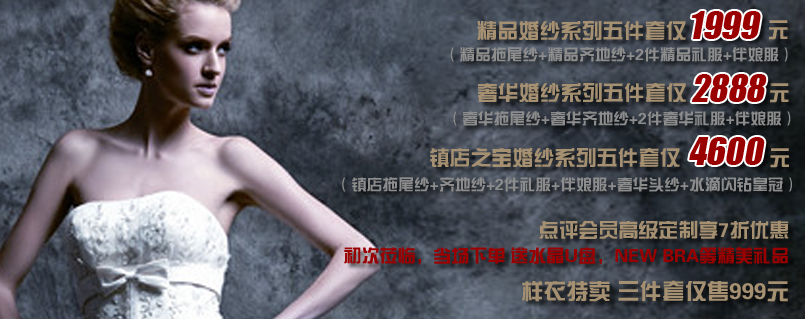 精品婚纱系列五件套仅1999元
（精品拖尾纱+精品齐地纱+2件精品礼服+伴娘服）
奢华婚纱系列五件套仅2888元
（奢华拖尾纱+奢华齐地纱+2件奢华礼服+伴娘服）
镇店之宝婚纱系列五件套仅4600元
（镇店拖尾纱+齐地纱+2件礼服+伴娘服+奢华头纱+水滴闪钻皇冠）
点评会员高级定制享7折优惠
初次莅临，当场下单 送水晶U盘，NEW BRA等精美礼品
样衣特卖 三件套仅售999元